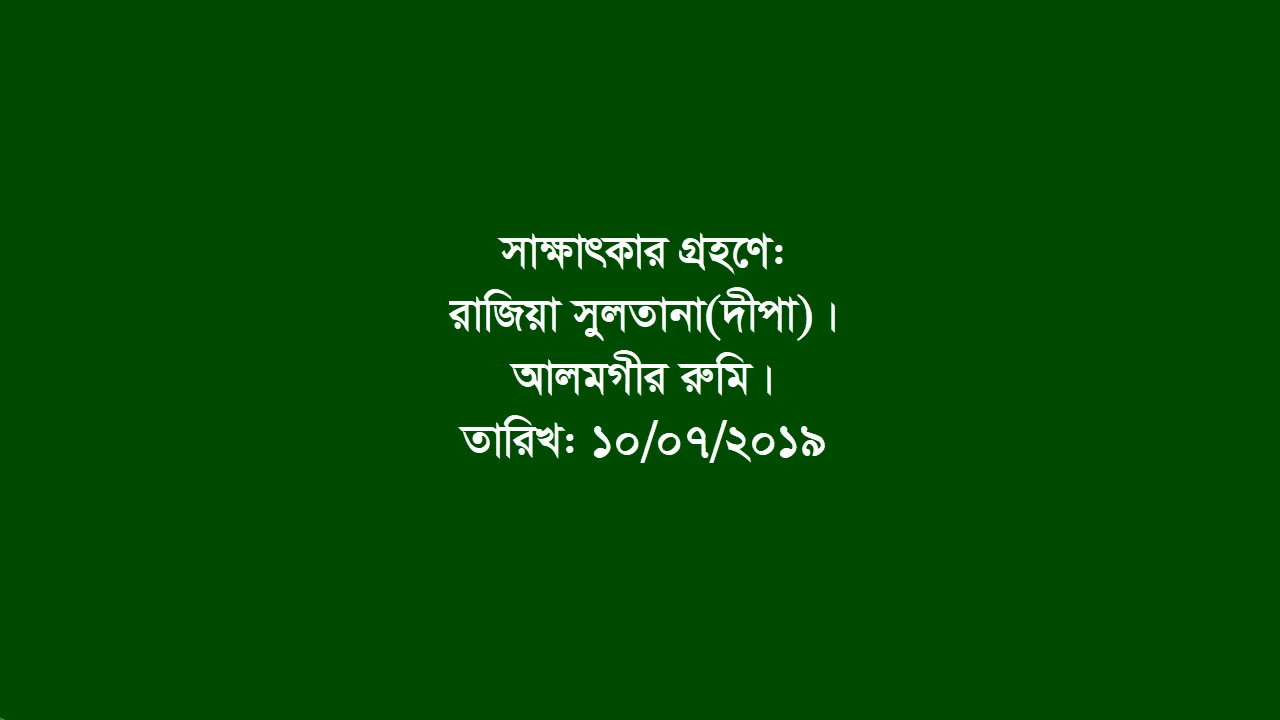 সাক্ষাৎকার গ্রহণে:
রাজিয়া সুলতানা(দীপা)।
আলমগীর রুমি।
তারিখ: ১০/০৭/২০১৯